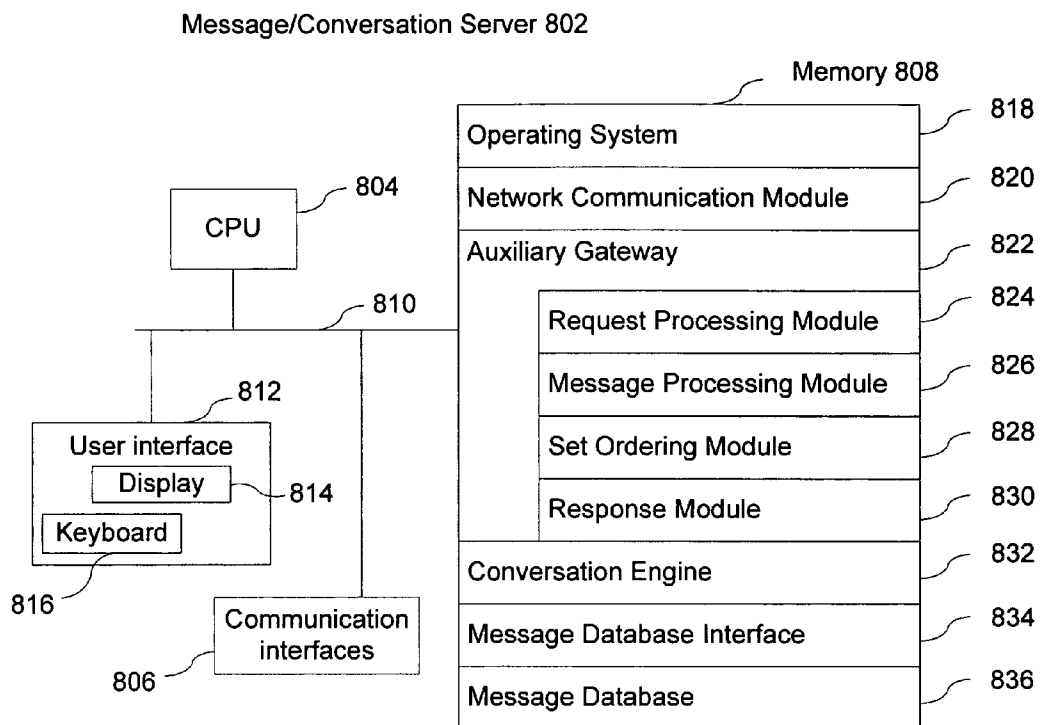 Message/Conversation Server 802
Memory 808
Operating System
818
Network Communication Module
820
Auxiliary Gateway
822
Request Processing Module
824
Message Processing Module
826
Set Ordering Module
828
Response Module
830
Conversation Engine
832
Message Database Interface
834
Message Database
836
804
CPU
810
812
User interface
Display
814
Keyboard
816
Communication
interfaces
806